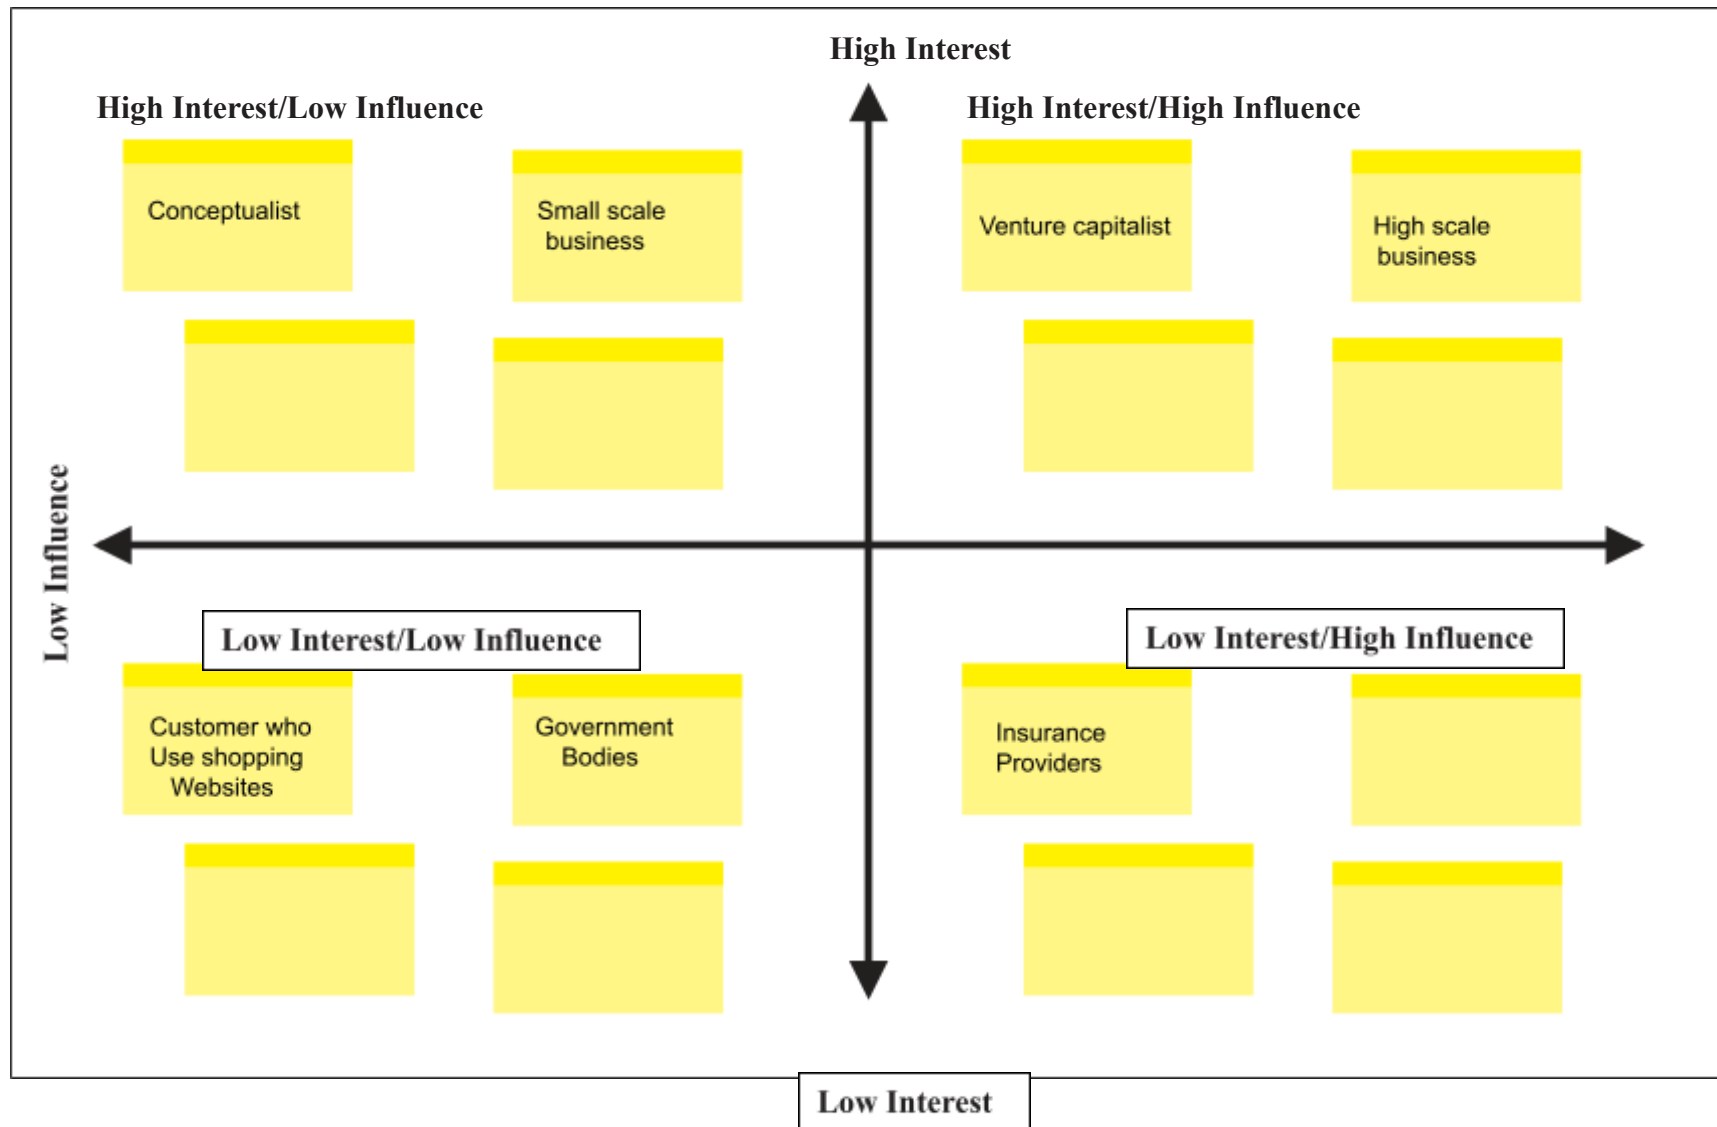 High Interest
High Interest/Low Influence
High Interest/High Influence
Conceptualist
Small scale
business
Venture capitalist
High scale
business
Low Influence
Low Interest/Low Influence
Low Interest/High Influence
Customer who
Use shopping
Websites
Government
Bodies
Insurance
Providers
Low Interest